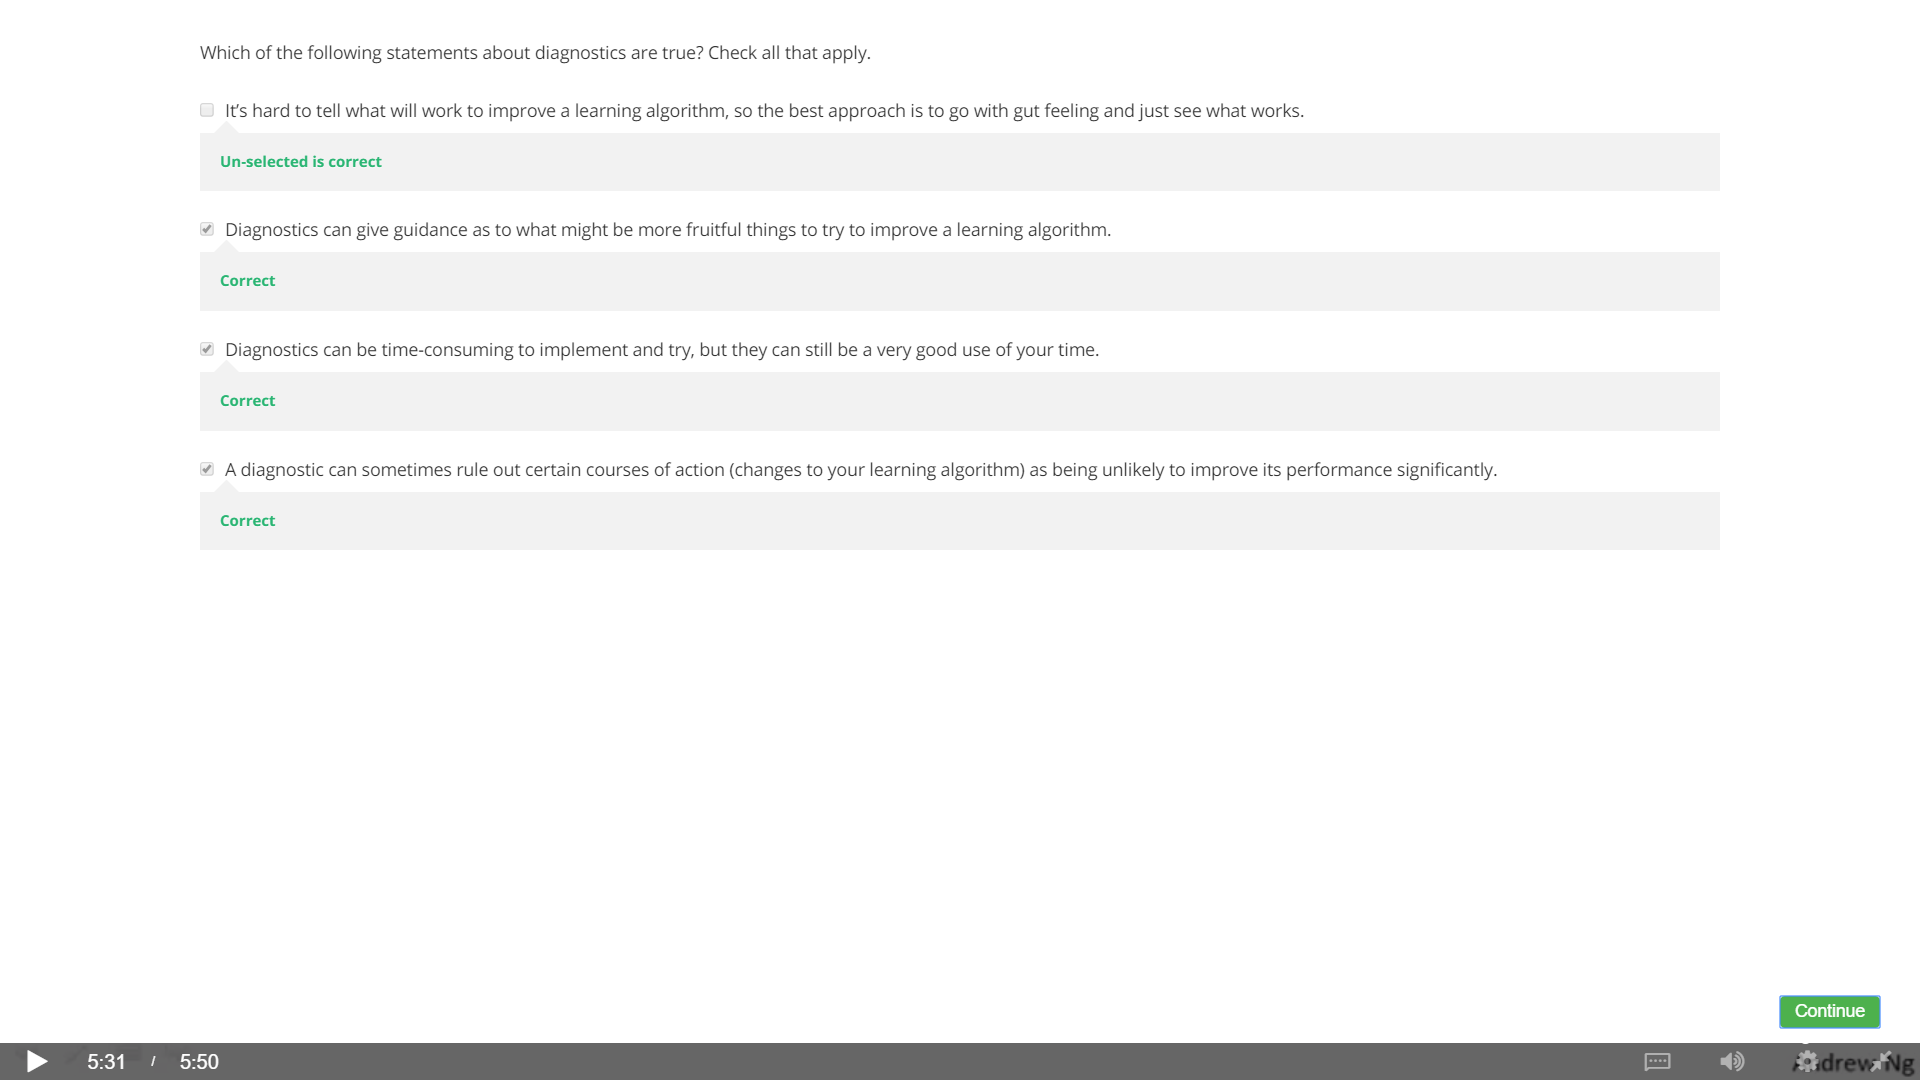 Which of the following statements about diagnostics are true? Check all that apply.
It's hard to tell what will work to improve a learning algorithm, so the best approach is to go with gut feeling and just see what works.
Un-selected is correct
Diagnostics can give guidance as to what might be more fruitful things to try to improve a learning algorithm.
Correct
Diagnostics can be time-consuming to implement and try, but they can still be a very good use of your time.
Correct
A diagnostic can sometimes rule out certain courses of action (changes to your learning algorithm) as being unlikely to improve its performance significantly.
Correct
Continue
5:31 / 5:50
Andrew Ng